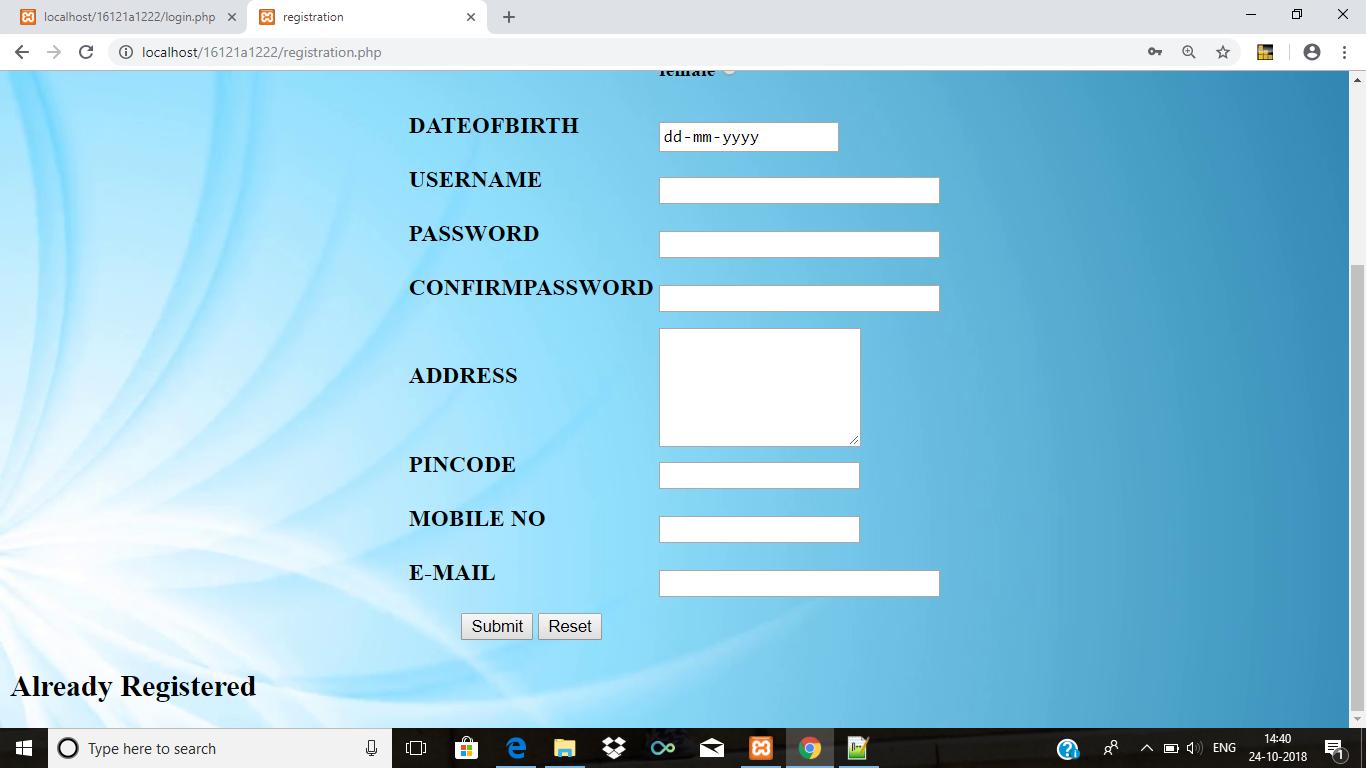 localhost/16121a1222/login.php
registration
localhost/16121a1222/registration.php
female
DATEOFBIRTH
dd-mm-yyyy
USERNAME
PASSWORD
CONFIRMPASSWORD
ADDRESS
PINCODE
MOBILE NO
E-MAIL
Submit Reset
Already Registered
Type here to search
ENG
14:40
24-10-2018
1